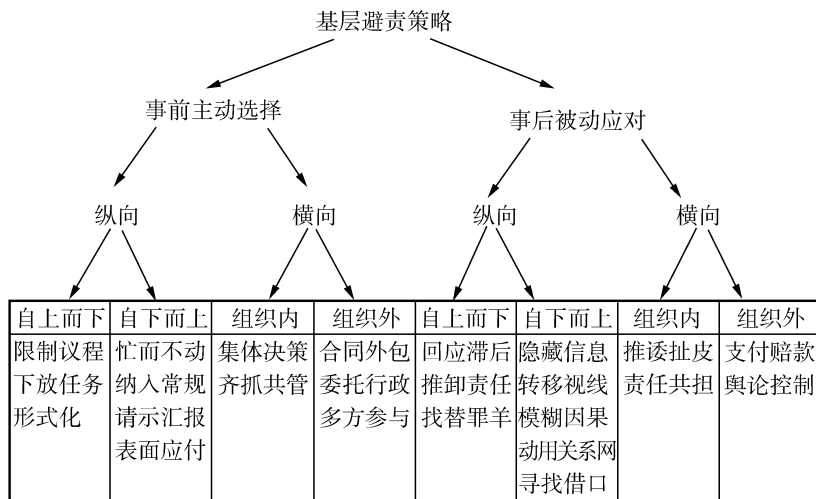 基层避责策略
事前主动选择
事后被动应对
纵向
横向
纵向
横向
自上而下
自下而上
组织内
组织外
自上而下
自下而上
组织内
组织外
限制议程
下放任务
形式化
忙而不动
纳入常规
请示汇报
表面应付
集体决策
齐抓共管
合同外包
委托行政
多方参与
回应滞后
推卸责任
找替罪羊
隐藏信息
转移视线
模糊因果
动用关系网
寻找借口
推诿扯皮
责任共担
支付赔款
舆论控制